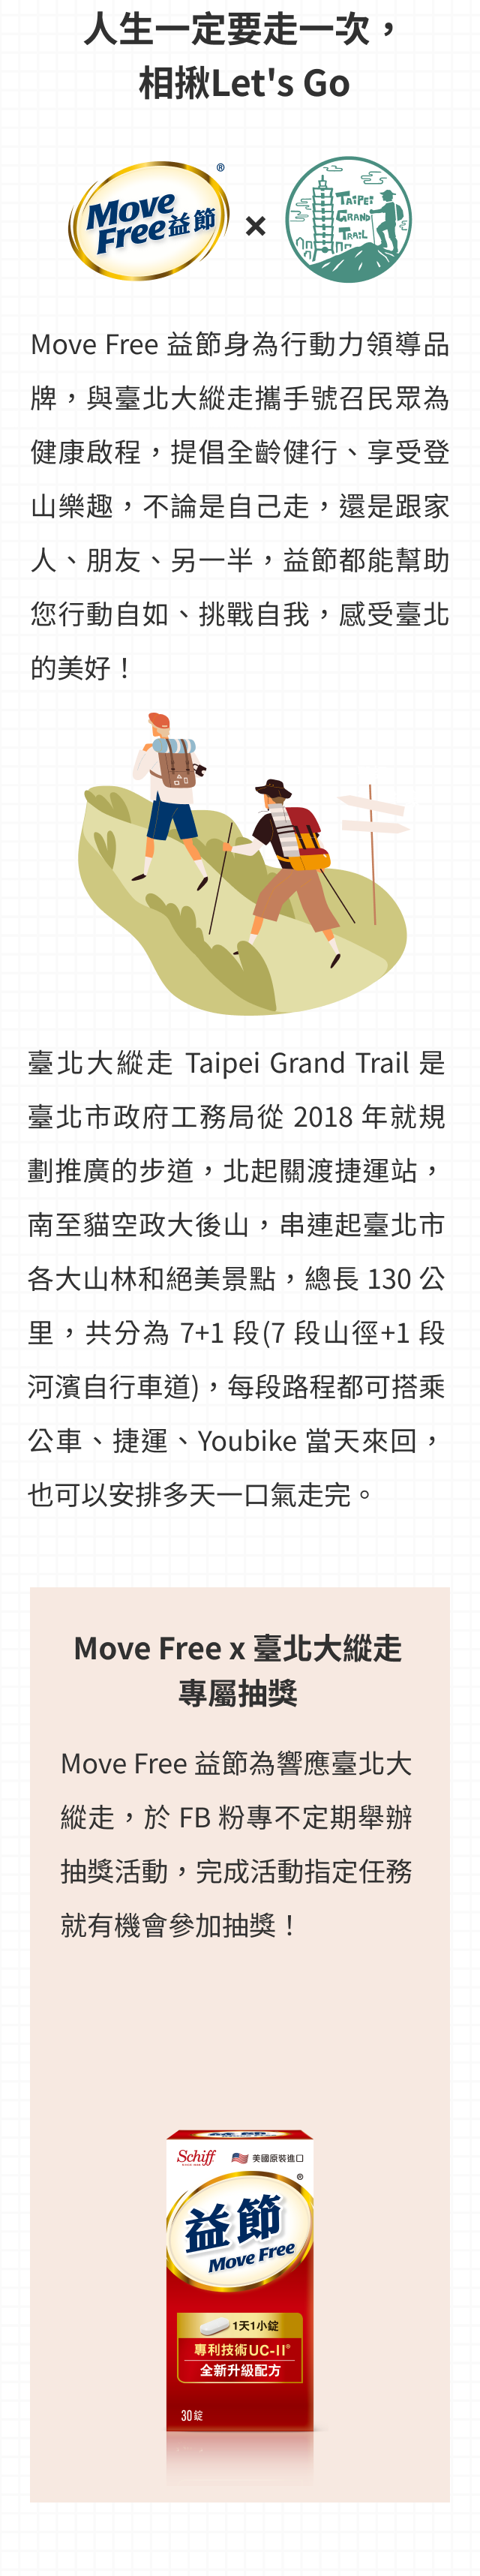 人生一定要走一次，
相揪Let's Go
Move
Free益節®
×
TAIPEI
GRAND
TRAIL
Move Free 益節身為行動力領導品
牌，與臺北大縱走攜手號召民眾為
健康啟程，提倡全齡健行、享受登
山樂趣，不論是自己走，還是跟家
人、朋友、另一半，益節都能幫助
您行動自如、挑戰自我，感受臺北
的美好！
臺北大縱走 Taipei Grand Trail 是
臺北市政府工務局從 2018 年就規
劃推廣的步道，北起關渡捷運站，
南至貓空政大後山，串連起臺北市
各大山林和絕美景點，總長 130 公
里，共分為 7+1 段(7 段山徑+1 段
河濱自行車道)，每段路程都可搭乘
公車、捷運、Youbike 當天來回，
也可以安排多天一口氣走完。
Move Free x 臺北大縱走
專屬抽獎
Move Free 益節為響應臺北大
縱走，於 FB 粉專不定期舉辦
抽獎活動，完成活動指定任務
就有機會參加抽獎！
Schiff 美國原裝進口
益節®
Move Free
1天1小錠
專利技術UC-II®
全新升級配方
30錠